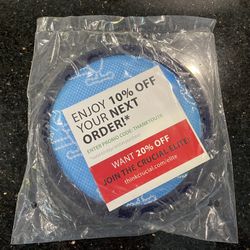 ENJOY 10% OFF
YOUR NEXT
ORDER!*
ENTER PROMO CODE: THANKYOU10
WANT 20% OFF?
JOIN THE CRUCIAL ELITE!
thinkcrucial.com/elite